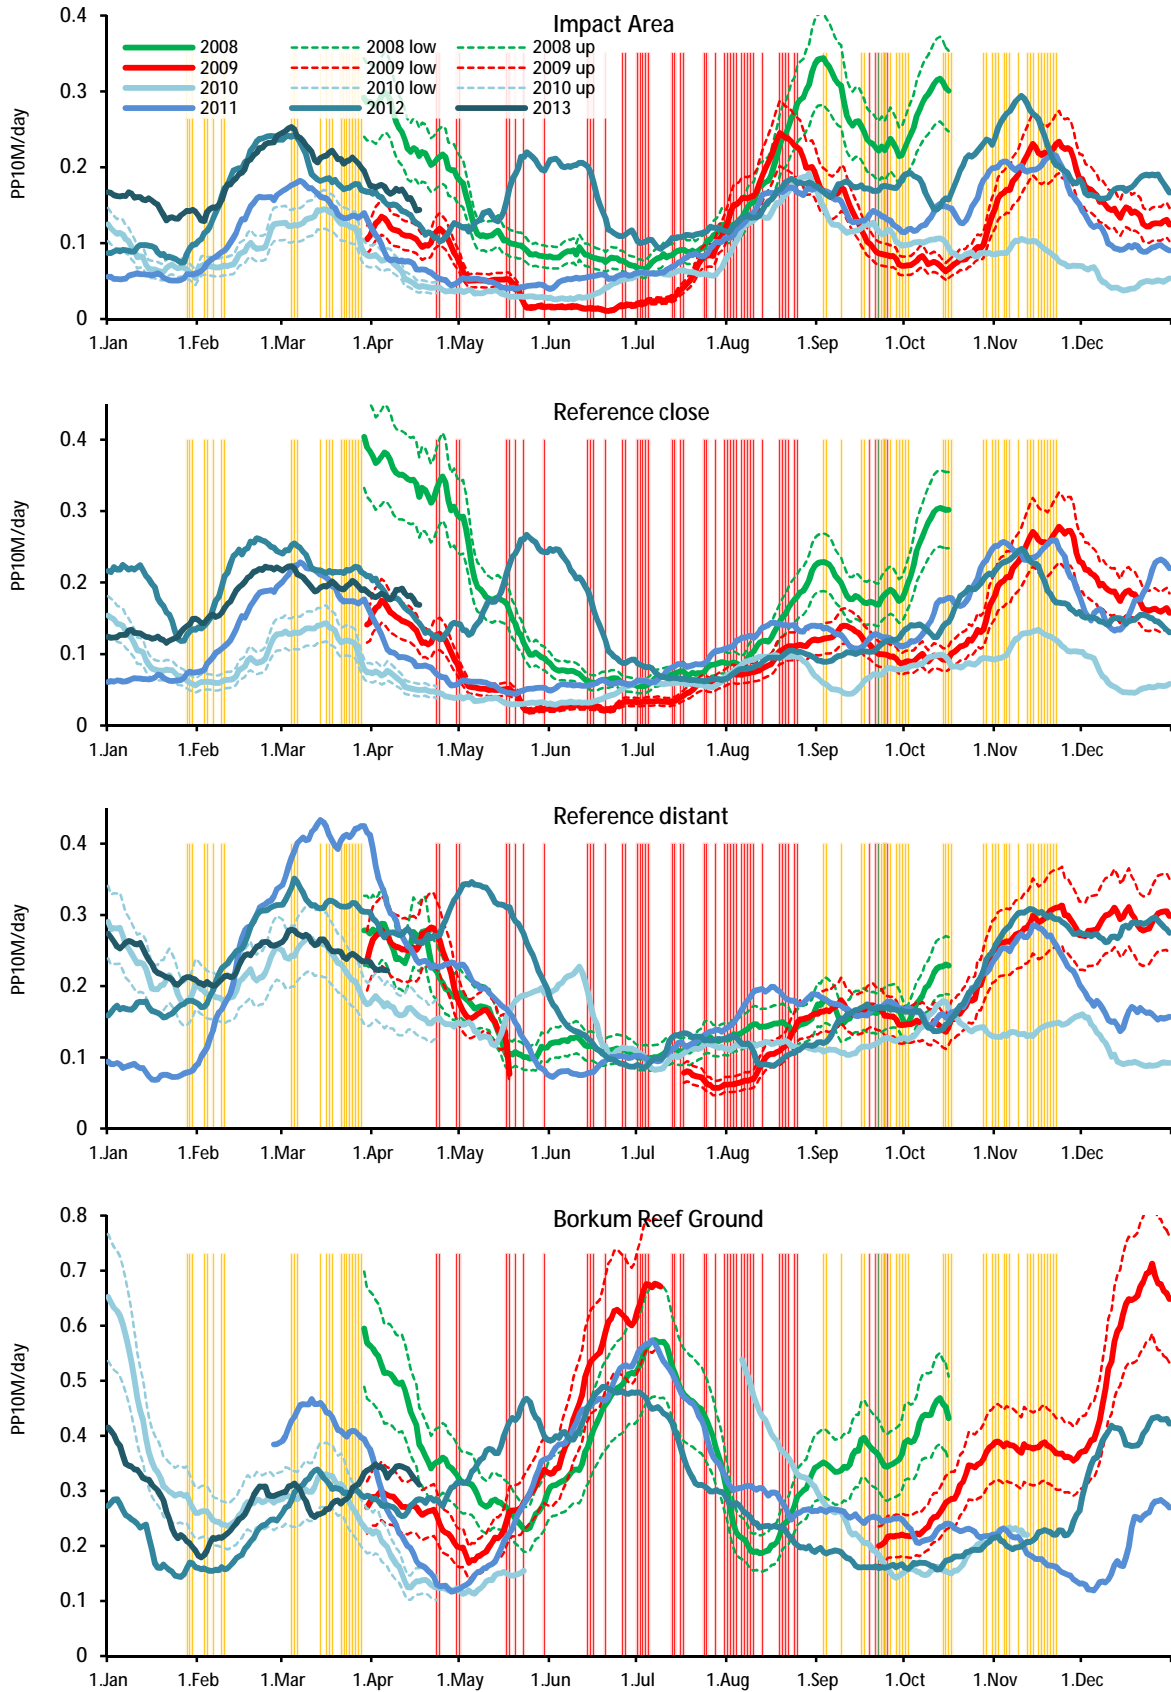 Impact Area
2008 2008 low 2008 up
2009 2009 low 2009 up
2010 2010 low 2010 up
2011 2012 2013
PP10M/day
0.4
0.3
0.2
0.1
0
1.Jan 1.Feb 1.Mar 1.Apr 1.May 1.Jun 1.Jul 1.Aug 1.Sep 1.Oct 1.Nov 1.Dec
Reference close
PP10M/day
0.4
0.3
0.2
0.1
0
1.Jan 1.Feb 1.Mar 1.Apr 1.May 1.Jun 1.Jul 1.Aug 1.Sep 1.Oct 1.Nov 1.Dec
Reference distant
PP10M/day
0.4
0.3
0.2
0.1
0
1.Jan 1.Feb 1.Mar 1.Apr 1.May 1.Jun 1.Jul 1.Aug 1.Sep 1.Oct 1.Nov 1.Dec
Borkum Reef Ground
PP10M/day
0.8
0.7
0.6
0.5
0.4
0.3
0.2
0.1
0
1.Jan 1.Feb 1.Mar 1.Apr 1.May 1.Jun 1.Jul 1.Aug 1.Sep 1.Oct 1.Nov 1.Dec